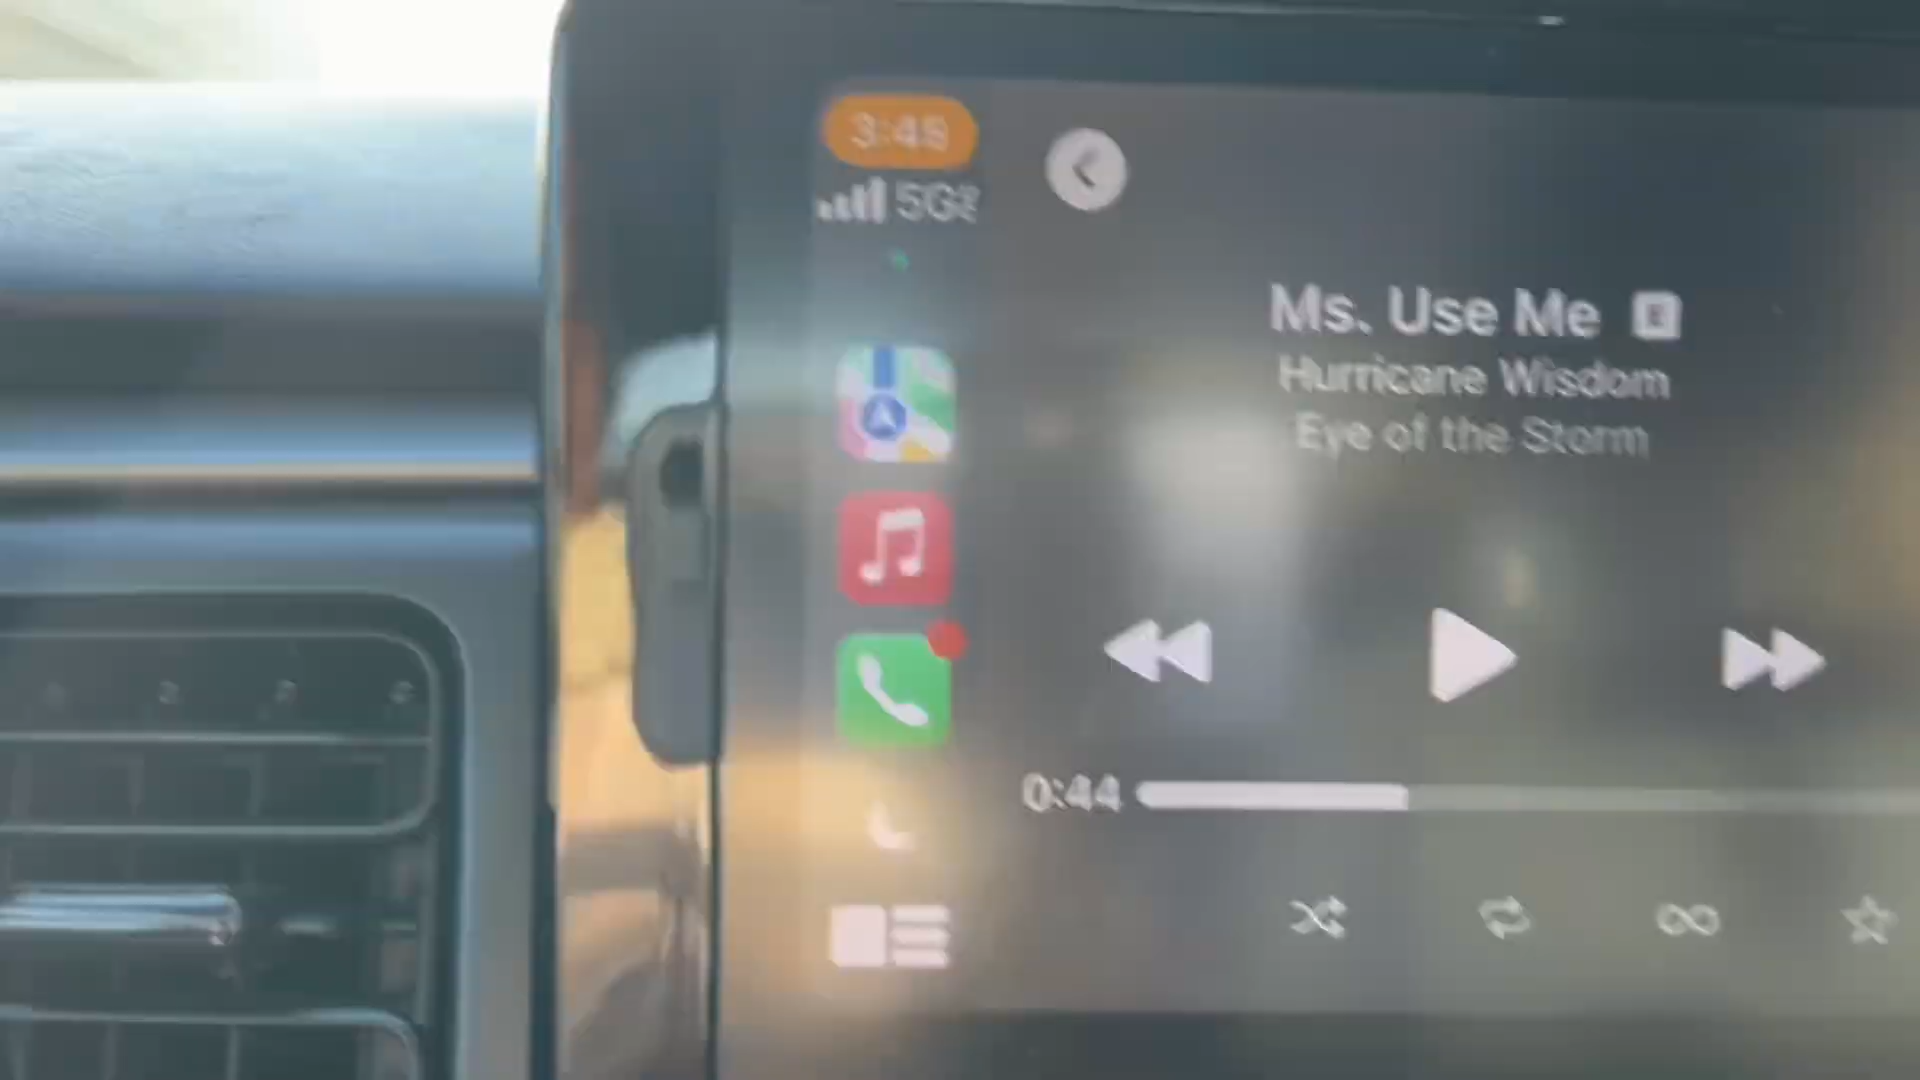 3:48
5G
Ms. Use Me E
Hurricane Wisdom
Eye of the Storm
0:44